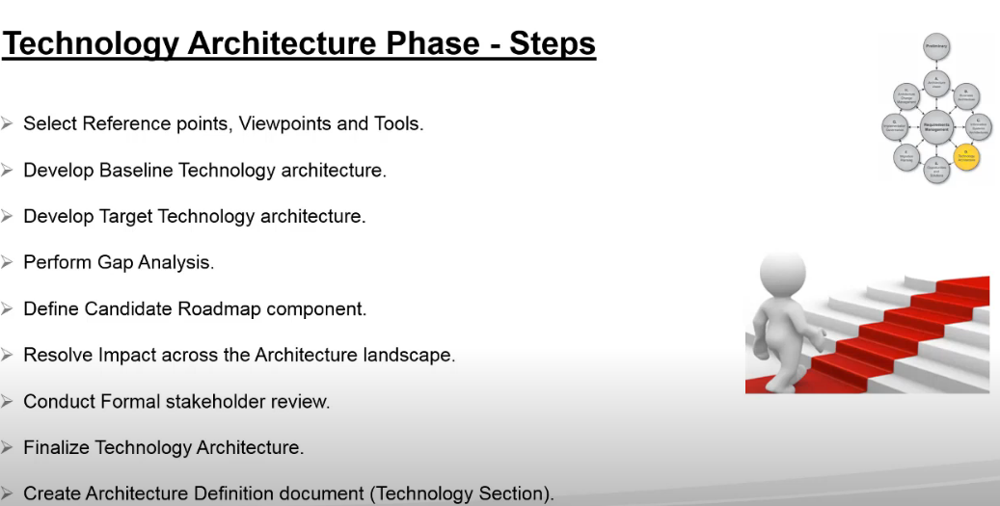 Technology Architecture Phase - Steps
Select Reference points, Viewpoints and Tools.
Develop Baseline Technology architecture.
Develop Target Technology architecture.
Perform Gap Analysis.
Define Candidate Roadmap component.
Resolve Impact across the Architecture landscape.
Conduct Formal stakeholder review.
Finalize Technology Architecture.
Create Architecture Definition document (Technology Section).
Preliminary
Requirements
Management